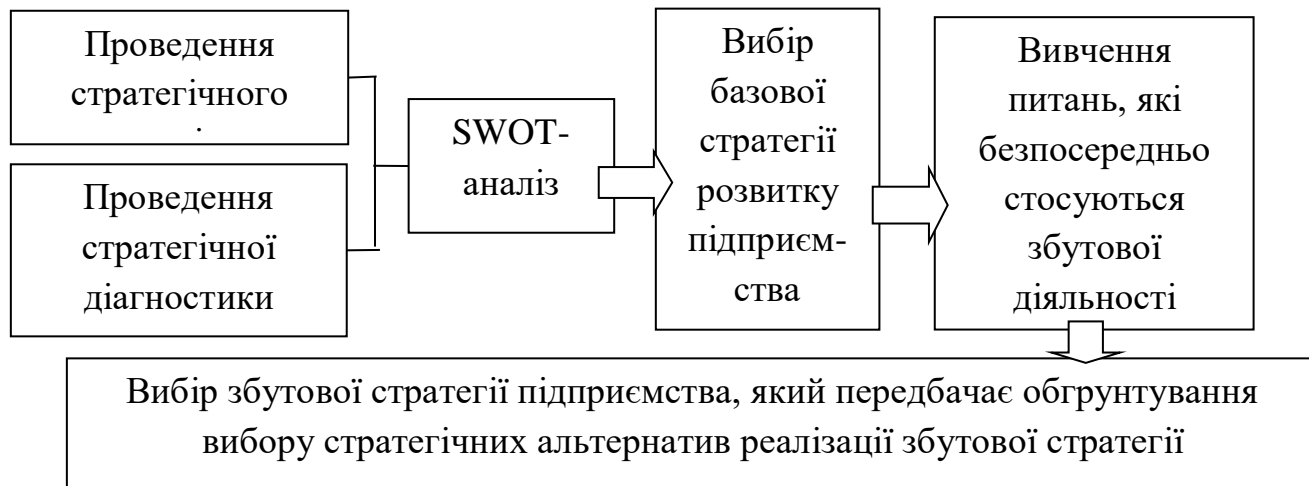 Проведення
стратегічного
Проведення
стратегічної
діагностики
SWOT-
аналіз
Вибір
базової
стратегії
розвитку
підприєм-
ства
Вивчення
питань, які
безпосередньо
стосуються
збутової
діяльності
Вибір збутової стратегії підприємства, який передбачає обгрунтування
вибору стратегічних альтернатив реалізації збутової стратегії